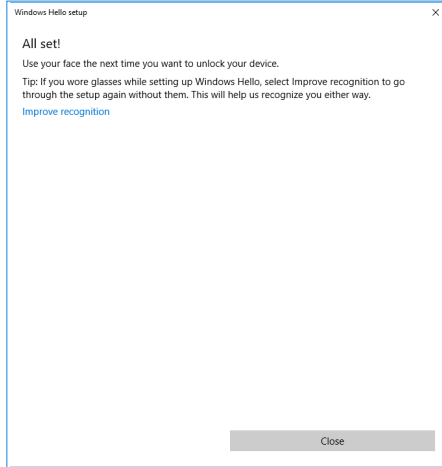 Windows Hello setup
All set!
Use your face the next time you want to unlock your device.
Tip: If you wore glasses while setting up Windows Hello, select Improve recognition to go
through the setup again without them. This will help us recognize you either way.
Improve recognition
Close